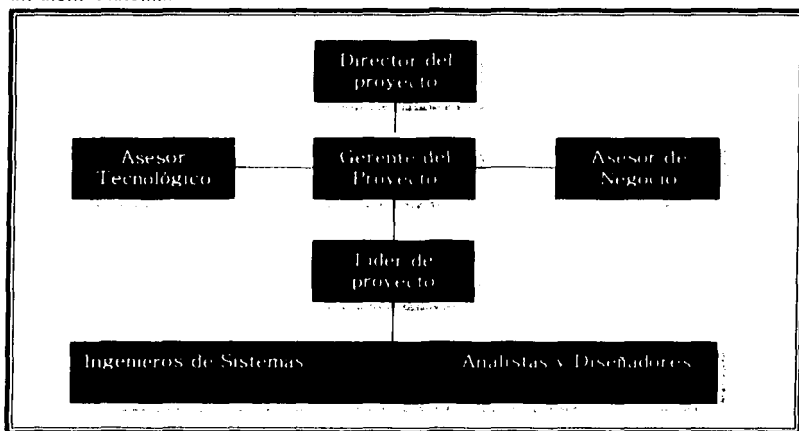 Director del
proyecto
Asesor
Tecnológico
Gerente del
Proyecto
Asesor de
Negocio
Líder de
proyecto
Ingenieros de Sistemas
Analistas y Diseñadores